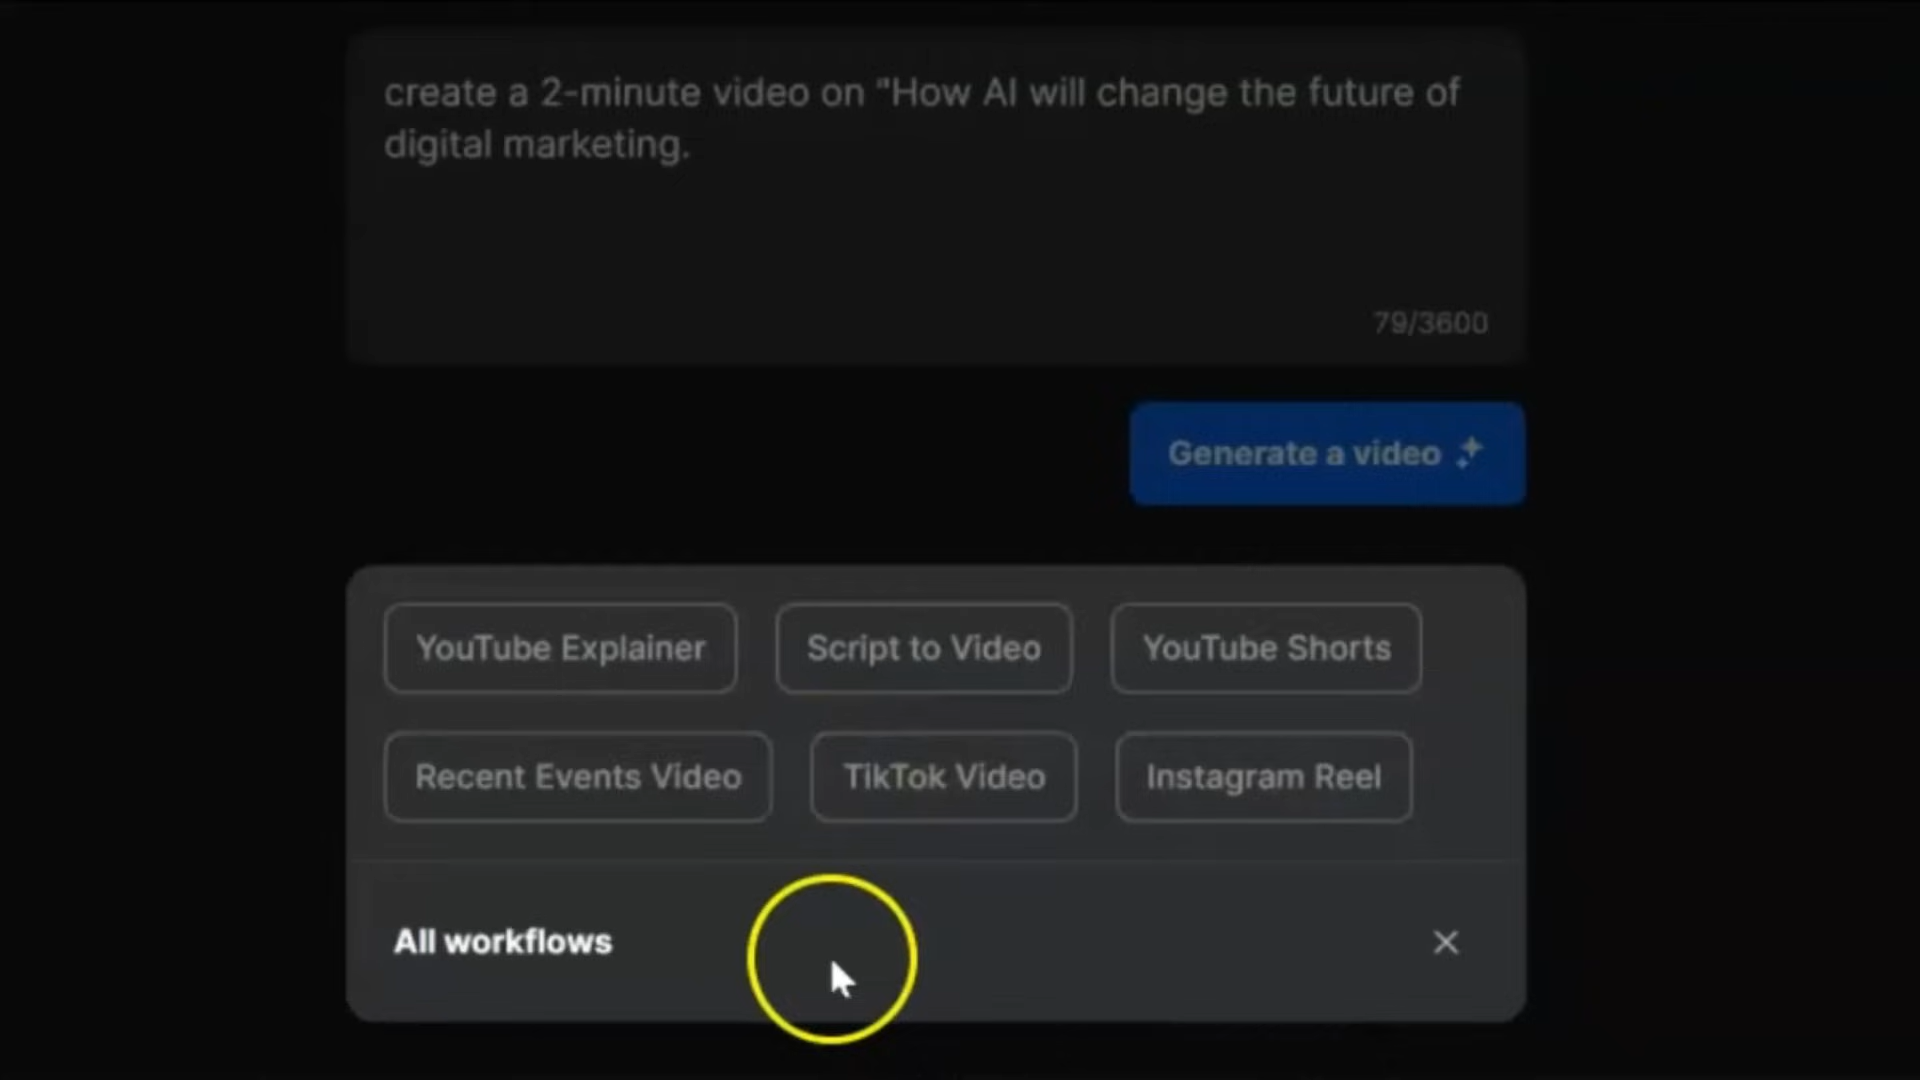 create a 2-minute video on "How AI will change the future of
digital marketing.
79/3600
Generate a video
YouTube Explainer
Script to Video
YouTube Shorts
Recent Events Video
TikTok Video
Instagram Reel
All workflows